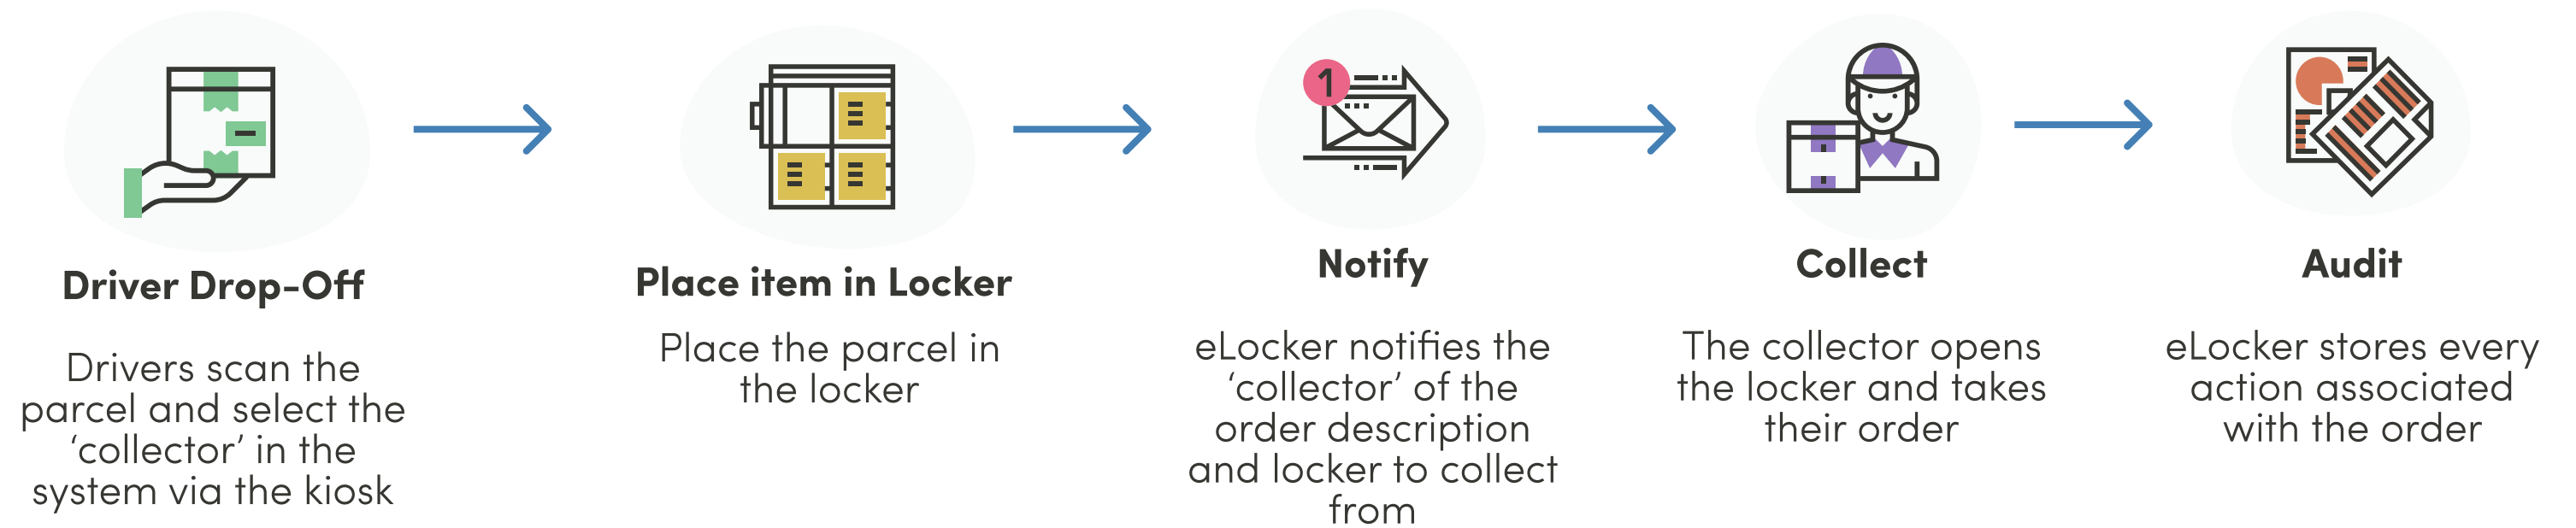 1
Driver Drop-Off
Drivers scan the
parcel and select the
‘collector’ in the
system via the kiosk
Place item in Locker
Place the parcel in
the locker
Notify
eLocker notifies the
‘collector’ of the
order description
and locker to collect
from
Collect
The collector opens
the locker and takes
their order
Audit
eLocker stores every
action associated
with the order